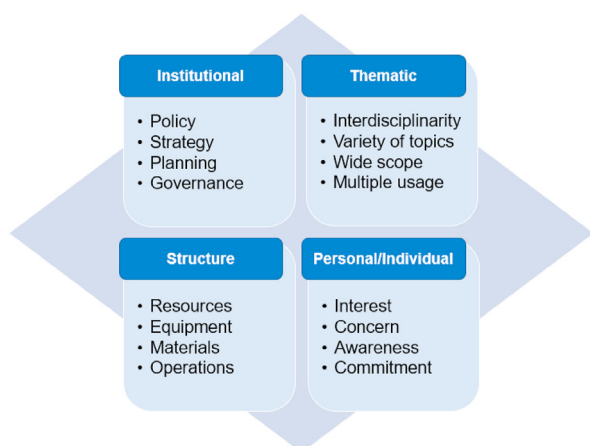 Institutional
• Policy
• Strategy
• Planning
• Governance
Thematic
• Interdisciplinarity
• Variety of topics
• Wide scope
• Multiple usage
Structure
• Resources
• Equipment
• Materials
• Operations
Personal/Individual
• Interest
• Concern
• Awareness
• Commitment